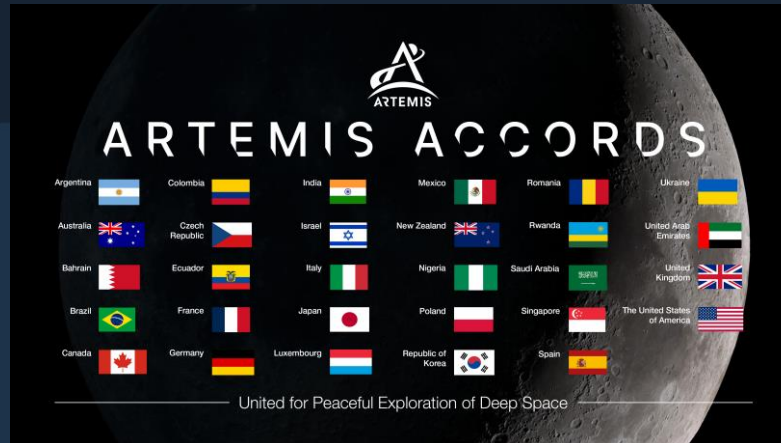 ARTEMIS
ARTEMIS ACCORDS
Argentina
Australia
Bahrain
Brazil
Canada
Colombia
Czech
Republic
Ecuador
France
Germany
India
Israel
Italy
Japan
Luxembourg
Mexico
New Zealand
Nigeria
Poland
Republic of
Korea
Romania
Rwanda
Saudi Arabia
Singapore
Spain
Ukraine
United Arab
Emirates
United
Kingdom
The United States
of America
United for Peaceful Exploration of Deep Space